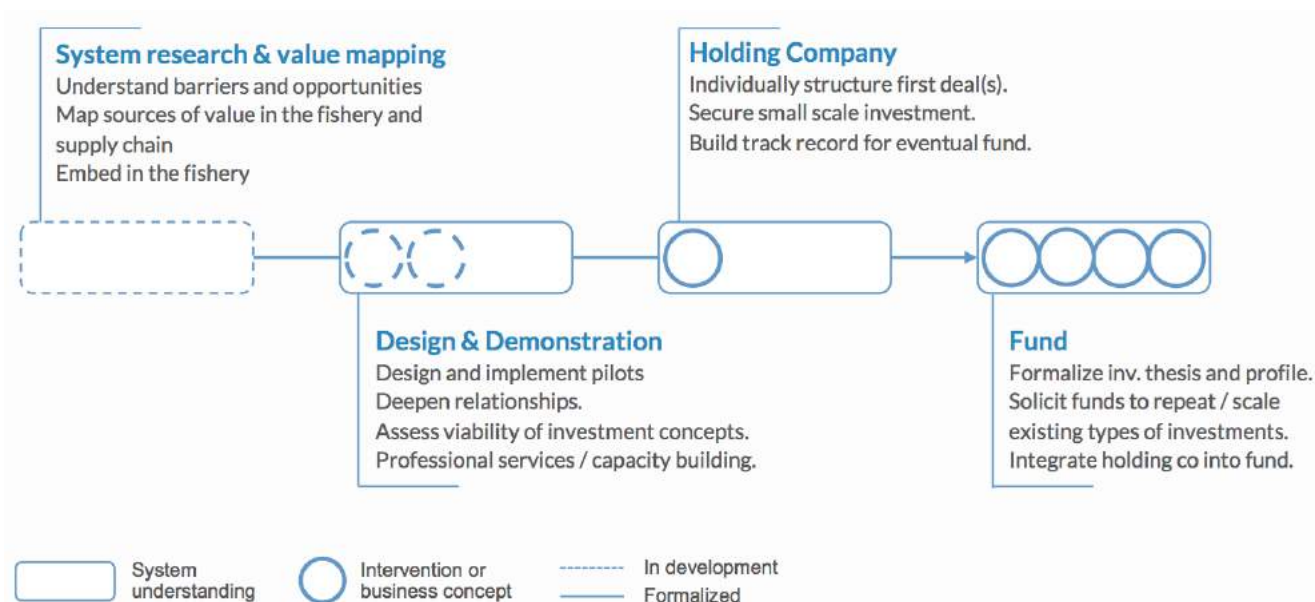 System research & value mapping
Understand barriers and opportunities
Map sources of value in the fishery and
supply chain
Embed in the fishery
Holding Company
Individually structure first deal(s).
Secure small scale investment.
Build track record for eventual fund.
Design & Demonstration
Design and implement pilots
Deepen relationships.
Assess viability of investment concepts.
Professional services / capacity building.
Fund
Formalize inv. thesis and profile.
Solicit funds to repeat / scale
existing types of investments.
Integrate holding co into fund.
System
understanding
Intervention or
business concept
In development
Formalized